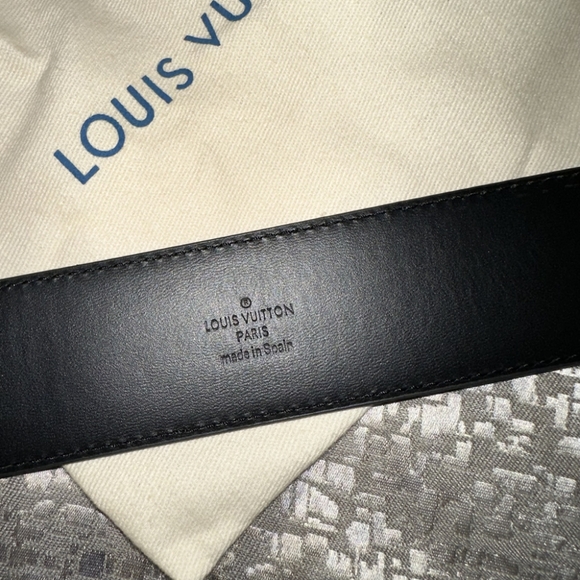 LOUIS VU
®
LOUIS VUITTON
PARIS
made in Spain